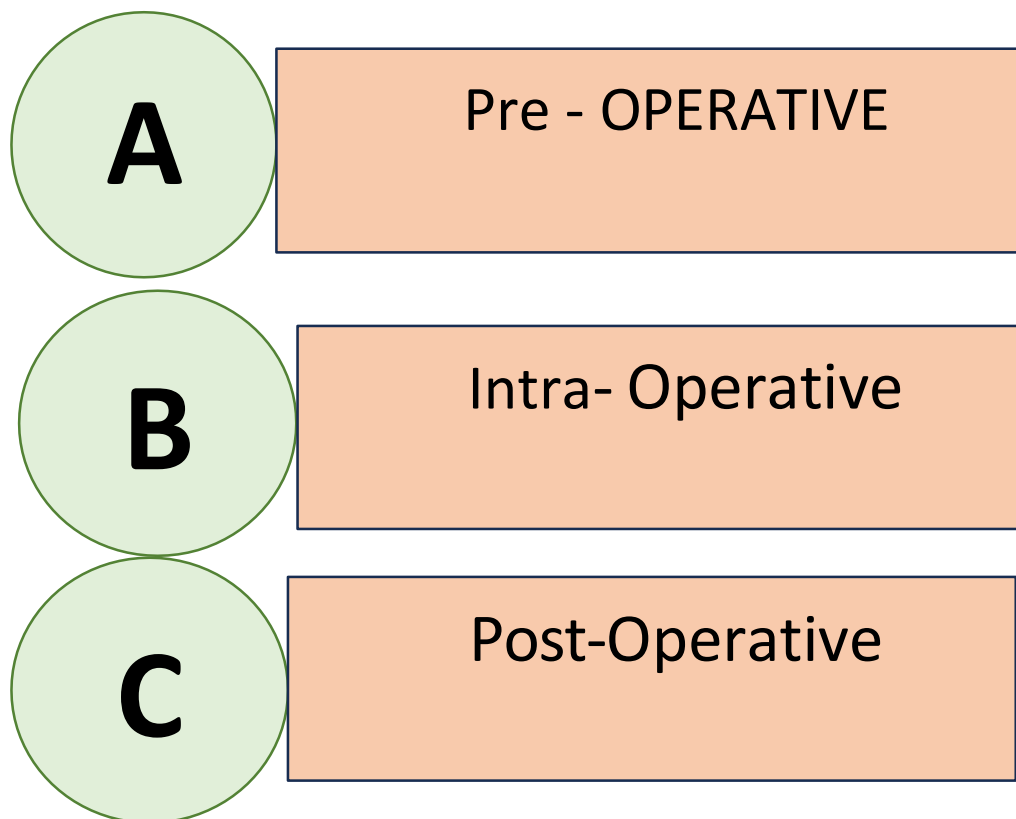 A
Pre - OPERATIVE
B
Intra- Operative
C
Post-Operative